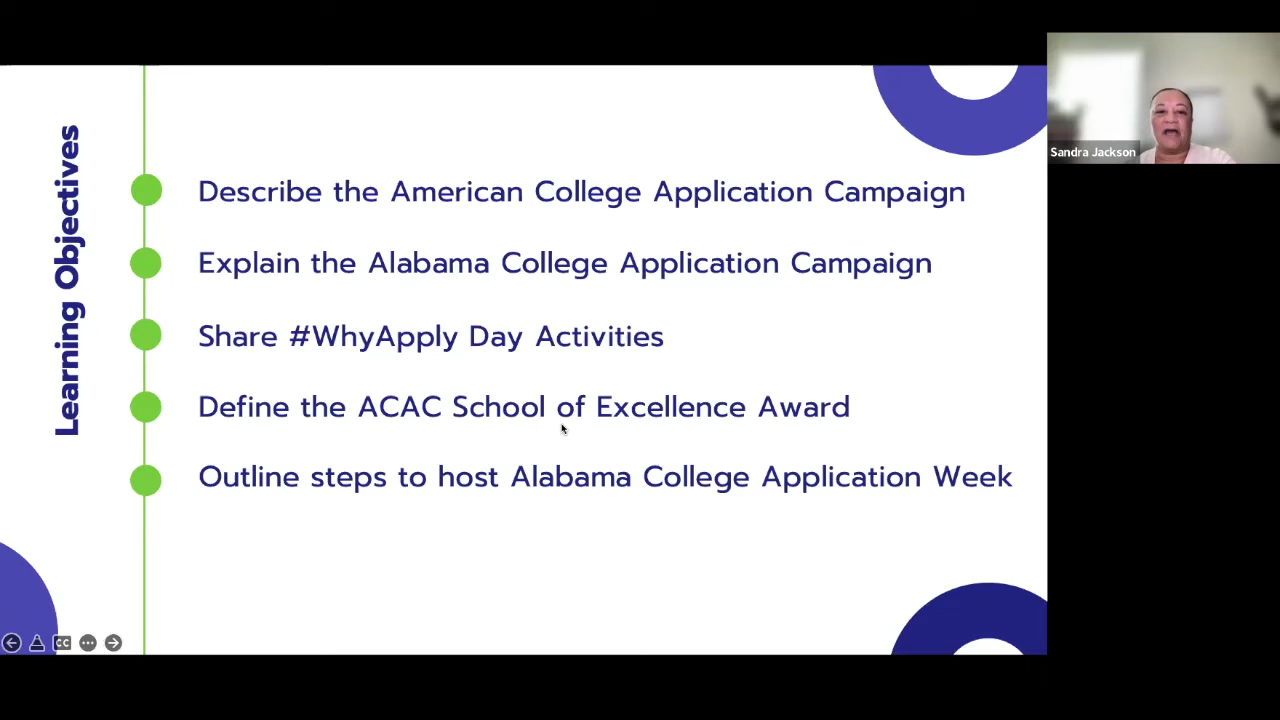 Learning Objectives
Describe the American College Application Campaign
Explain the Alabama College Application Campaign
Share #WhyApply Day Activities
Define the ACAC School of Excellence Award
Outline steps to host Alabama College Application Week
Sandra Jackson
CC